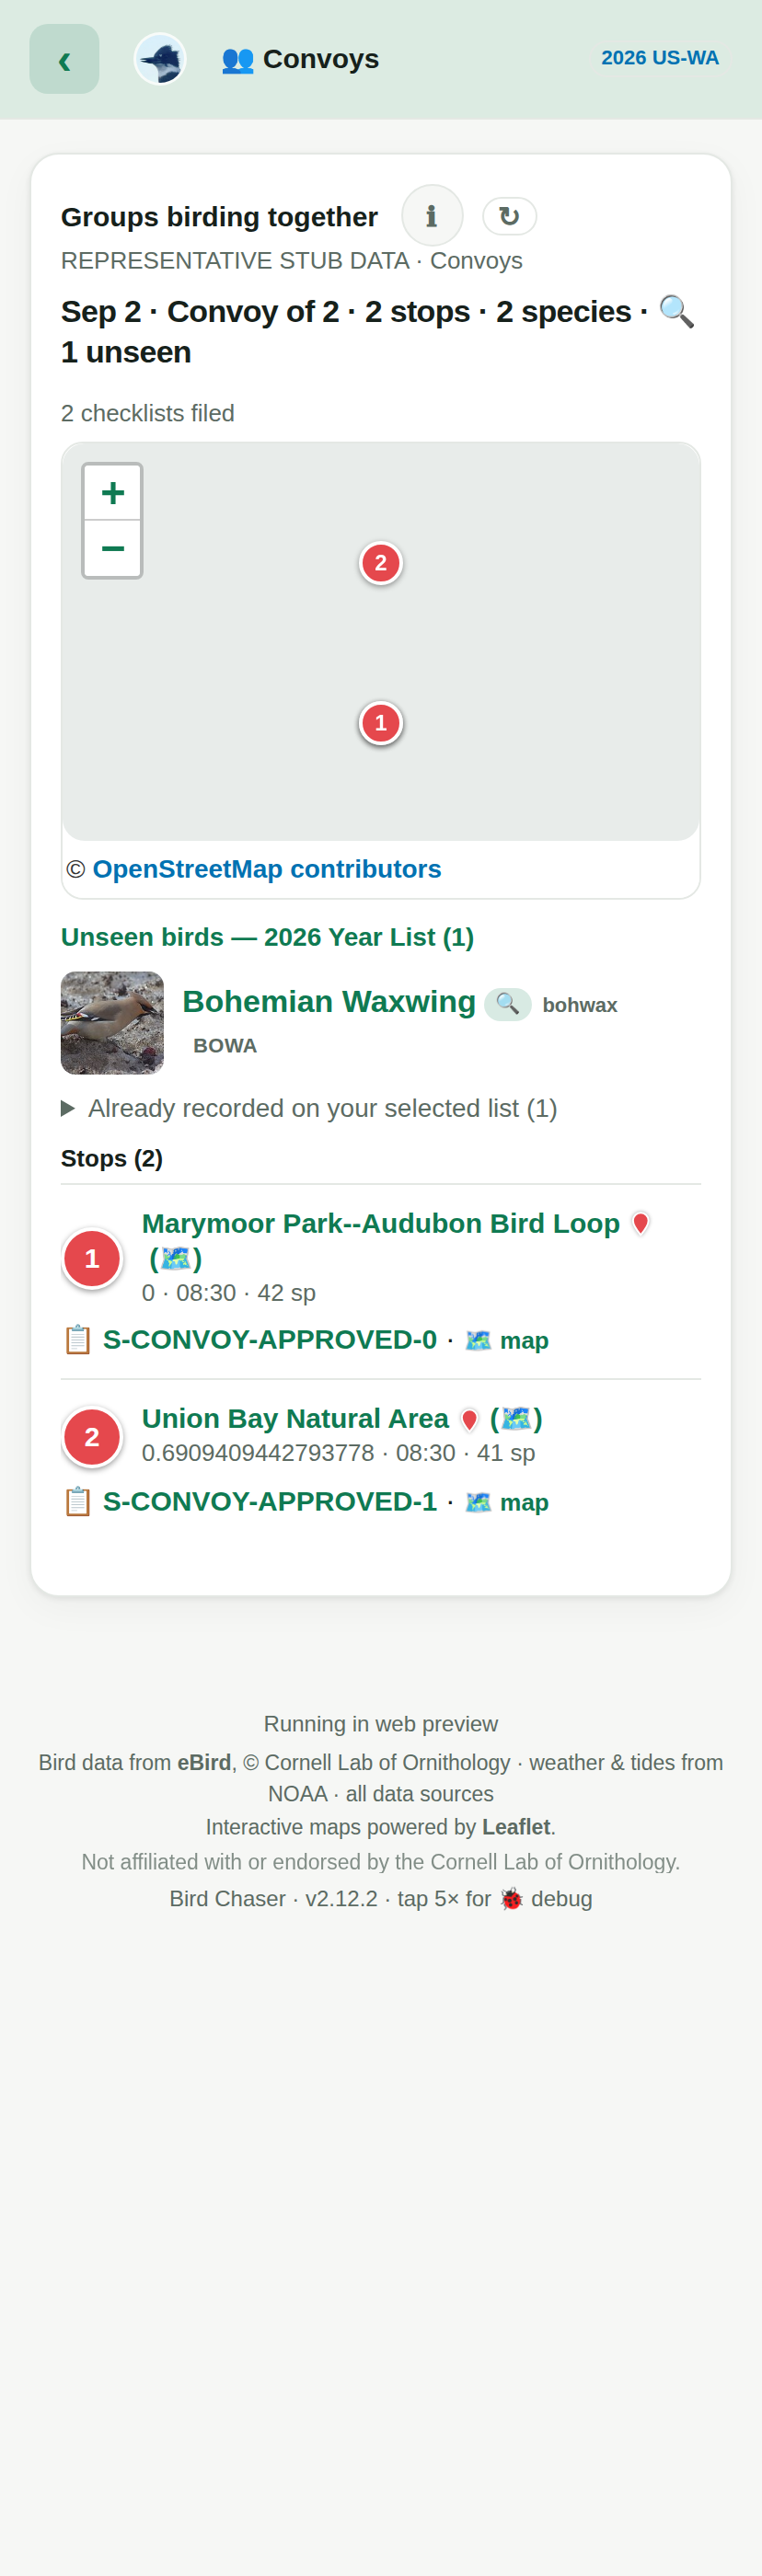 ‹ 👥 Convoys 2026 US-WA
Groups birding together ℹ ↻
REPRESENTATIVE STUB DATA · Convoys
Sep 2 · Convoy of 2 · 2 stops · 2 species · 🔍
1 unseen
2 checklists filed
+
−
2
1
© OpenStreetMap contributors
Unseen birds — 2026 Year List (1)
Bohemian Waxwing 🔍 bohwax
BOWA
▶ Already recorded on your selected list (1)
Stops (2)
Marymoor Park--Audubon Bird Loop 📍
1 (🗺️)
0 · 08:30 · 42 sp
📋 S-CONVOY-APPROVED-0 · 🗺️ map
Union Bay Natural Area 📍 (🗺️)
2 0.6909409442793778 · 08:30 · 41 sp
📋 S-CONVOY-APPROVED-1 · 🗺️ map
Running in web preview
Bird data from eBird, © Cornell Lab of Ornithology · weather & tides from
NOAA · all data sources
Interactive maps powered by Leaflet.
Not affiliated with or endorsed by the Cornell Lab of Ornithology.
Bird Chaser · v2.12.2 · tap 5× for 🐞 debug